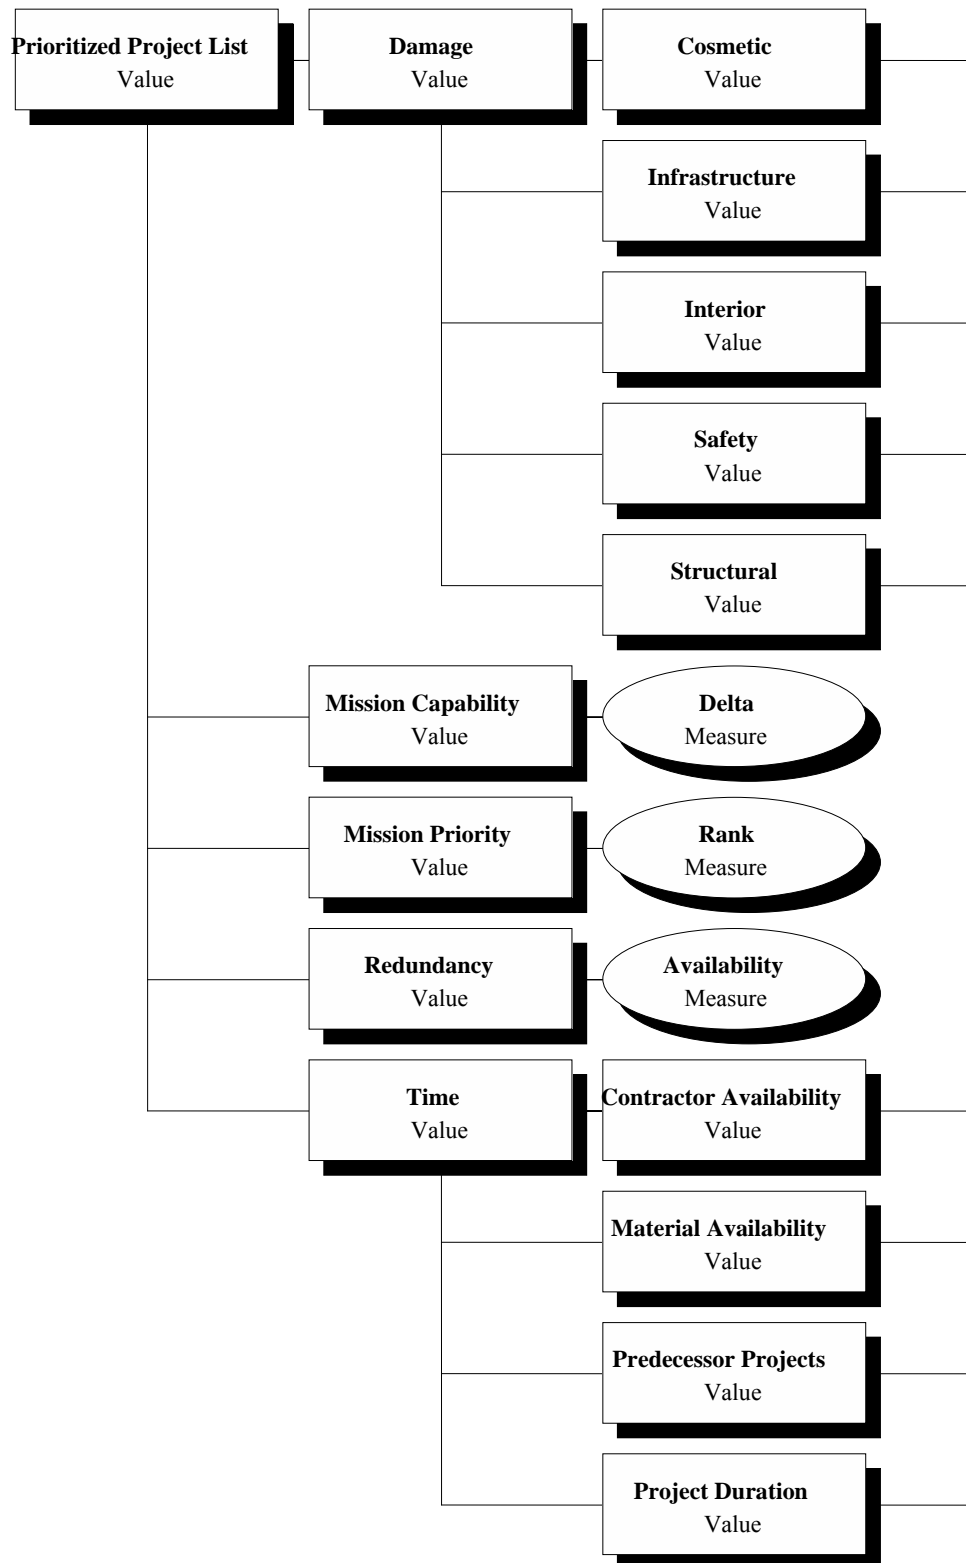 Prioritized Project List
Value
Damage
Value
Cosmetic
Value
Infrastructure
Value
Interior
Value
Safety
Value
Structural
Value
Mission Capability
Value
Delta
Measure
Mission Priority
Value
Rank
Measure
Redundancy
Value
Availability
Measure
Time
Value
Contractor Availability
Value
Material Availability
Value
Predecessor Projects
Value
Project Duration
Value